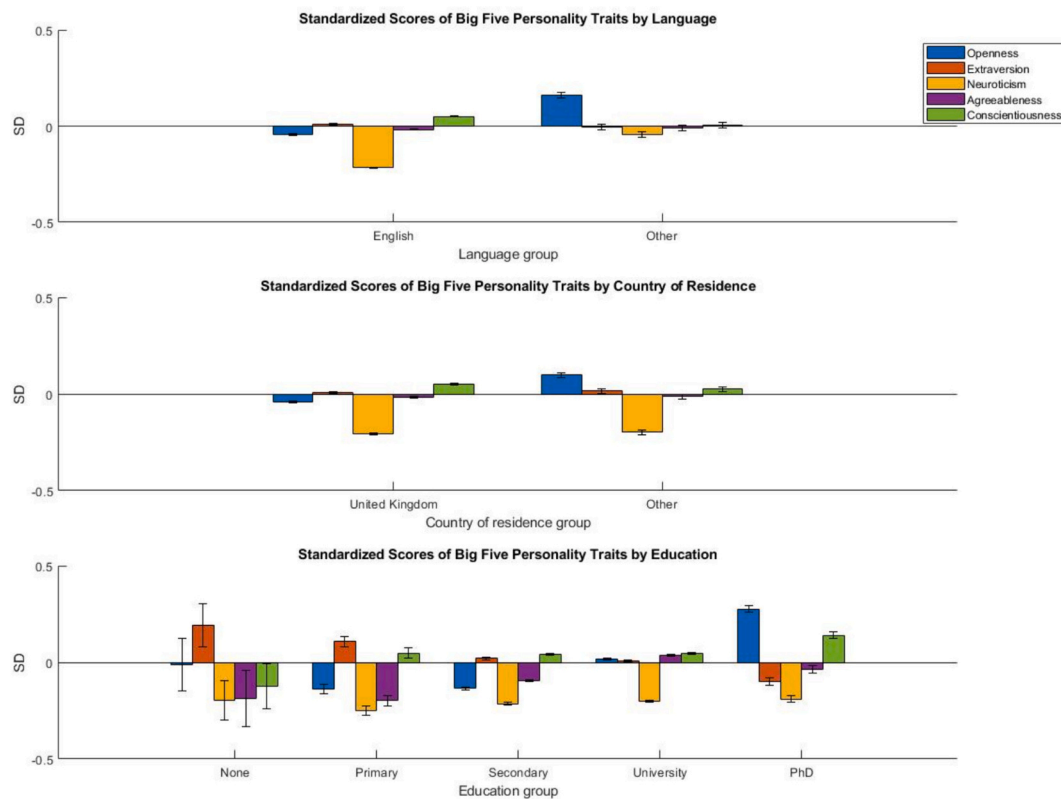 Standardized Scores of Big Five Personality Traits by Language
0.5
Openness
Extraversion
Neuroticism
Agreeableness
Conscientiousness
SD
0
-0.5
English Other
Language group
Standardized Scores of Big Five Personality Traits by Country of Residence
0.5
SD
0
-0.5
United Kingdom Other
Country of residence group
Standardized Scores of Big Five Personality Traits by Education
0.5
SD
0
-0.5
None Primary Secondary University PhD
Education group